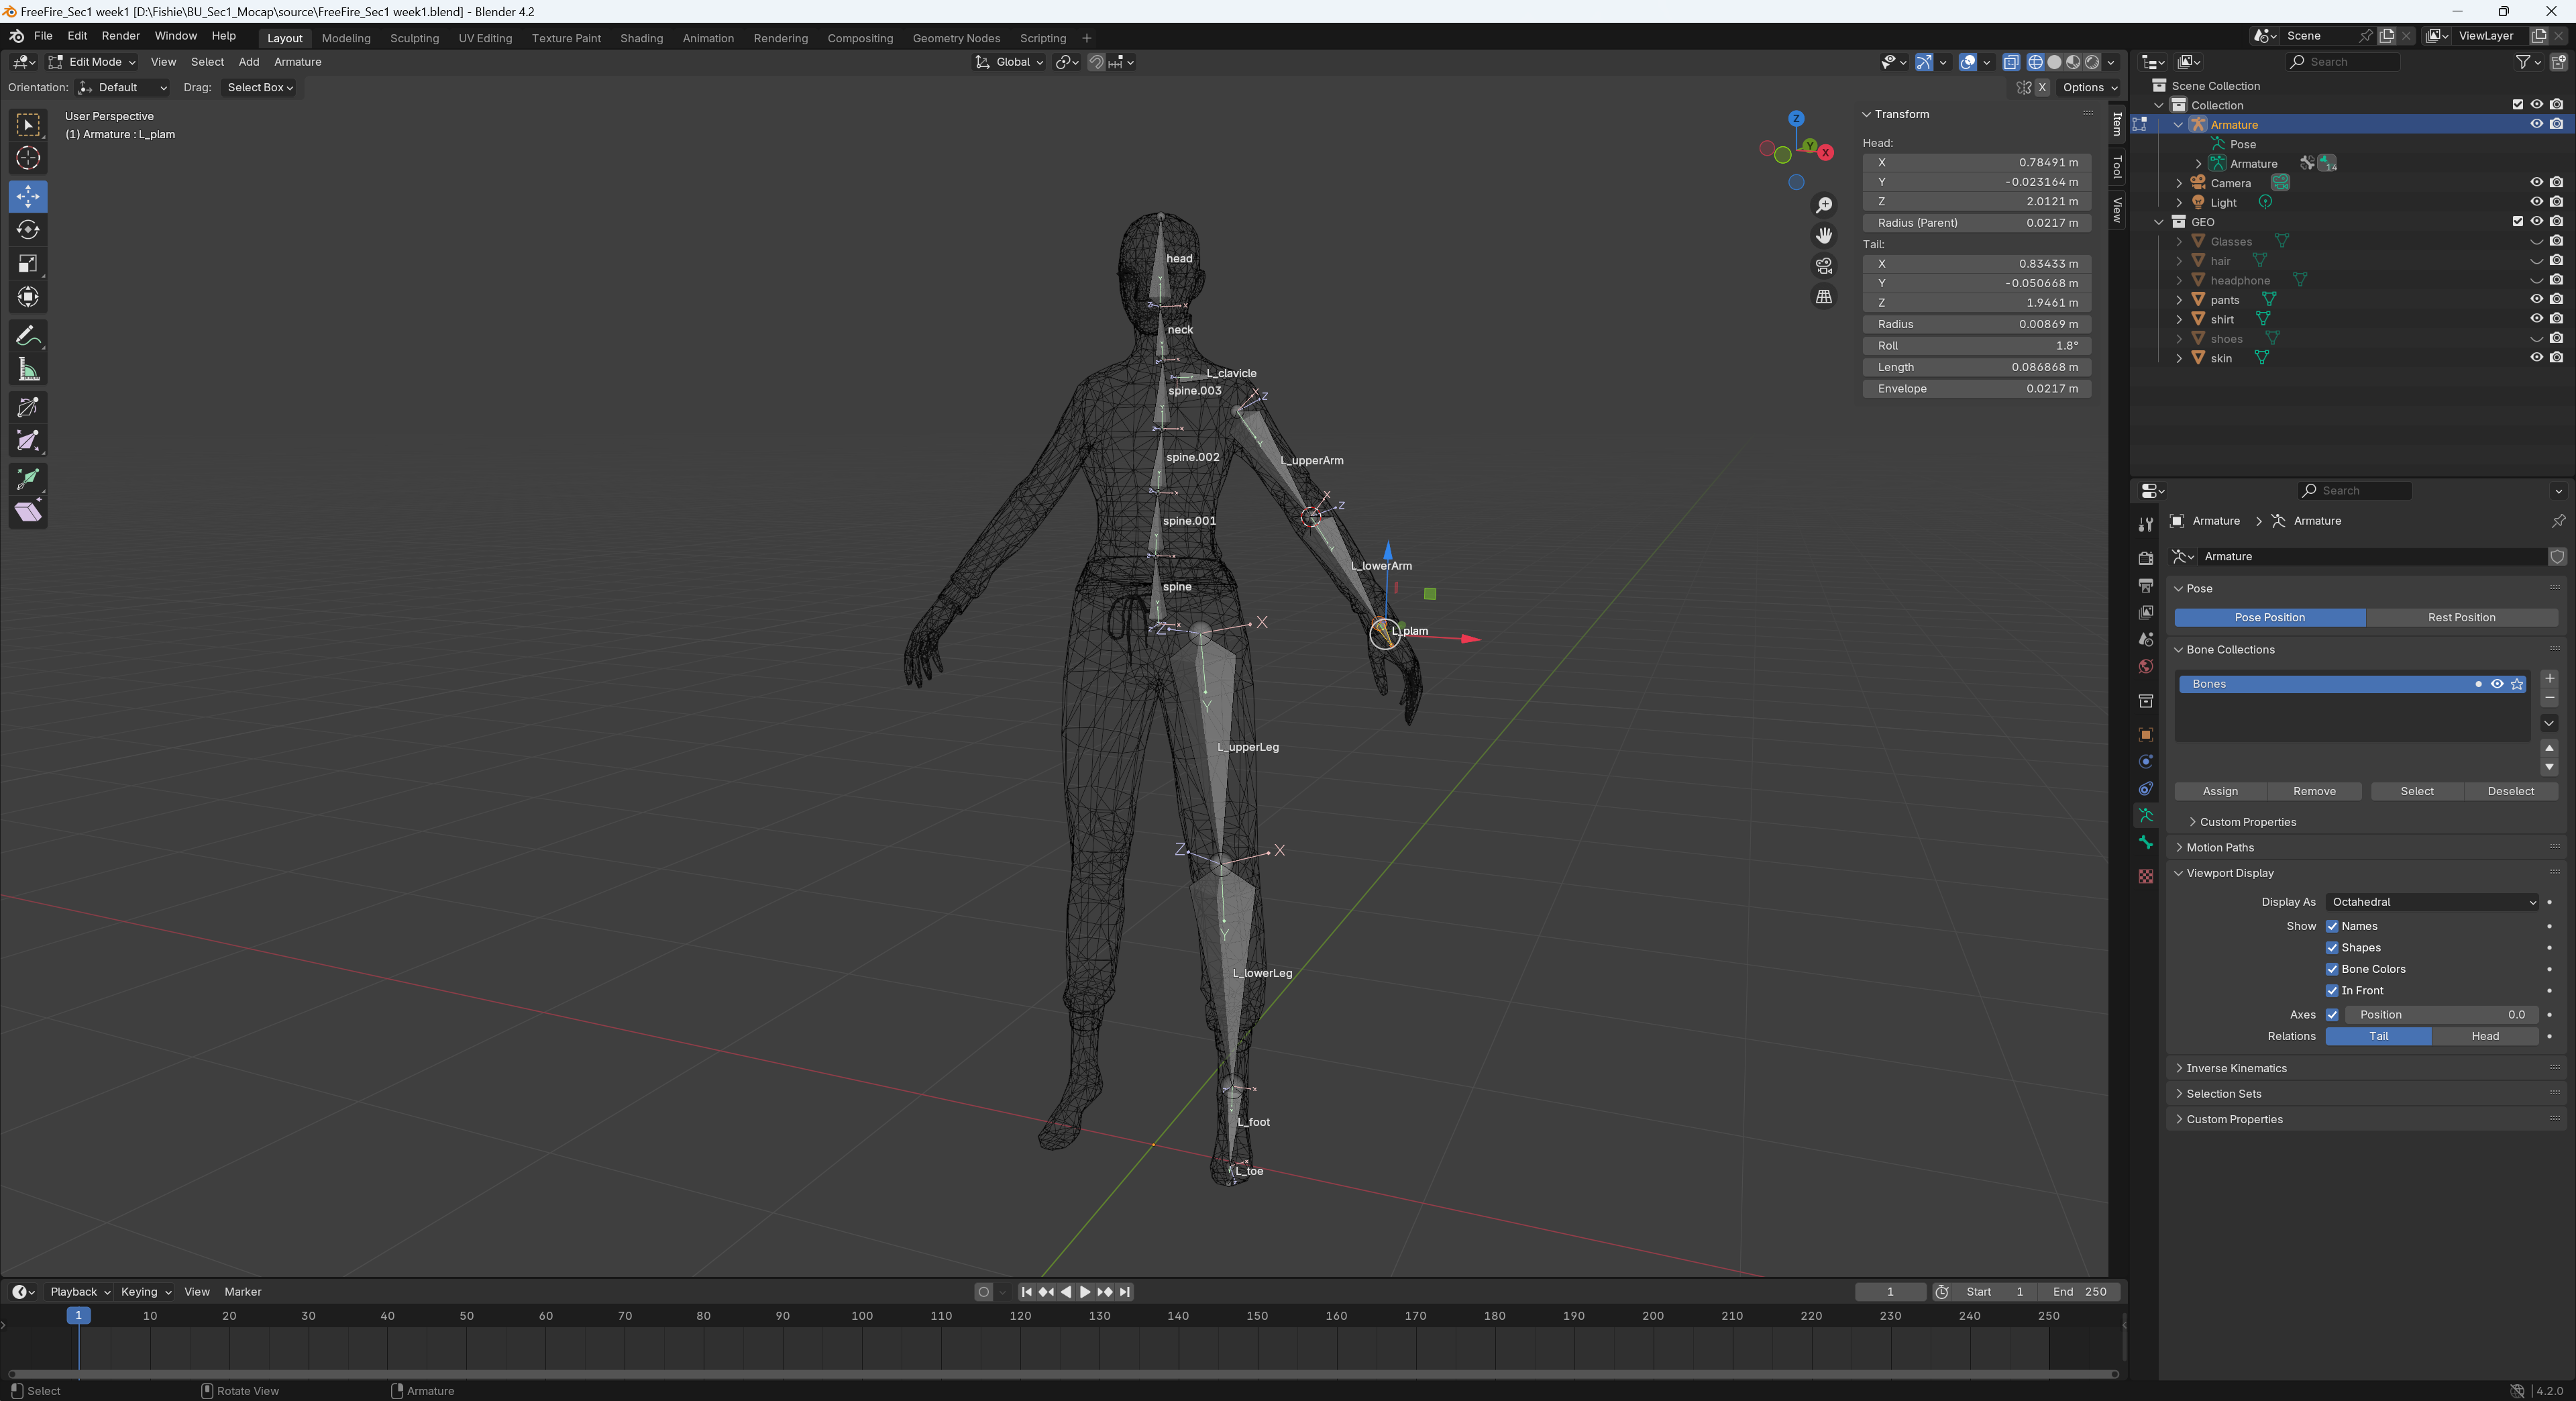 FreeFire_Sec1 week1 [D:\Fishie\BU_Sec1_Mocap\source\FreeFire_Sec1 week1.blend] - Blender 4.2
File Edit Render Window Help Layout Modeling Sculpting UV Editing Texture Paint Shading Animation Rendering Compositing Geometry Nodes Scripting + Scene ViewLayer
Edit Mode View Select Add Armature Global Search
Orientation: Default Drag: Select Box X Options
User Perspective
(1) Armature : L_plam
Z
Y
X
head
neck
L_clavicle
spine.003
X
Z
Y
spine.002
L_upperArm
X
Z
spine.001
L_lowerArm
spine
L_plam
Z
X
Y
L_upperLeg
Z
X
Y
L_lowerLeg
L_foot
L_toe
Transform
Head:
X 0.78491 m
Y -0.023164 m
Z 2.0121 m
Radius (Parent) 0.0217 m
Tail:
X 0.83433 m
Y -0.050668 m
Z 1.9461 m
Radius 0.00869 m
Roll 1.8°
Length 0.086868 m
Envelope 0.0217 m
Item
Tool
View
Scene Collection
Collection
Armature
Pose
Armature 14
Camera
Light
GEO
Glasses
hair
headphone
pants
shirt
shoes
skin
Search
Armature > Armature
Armature
Pose
Pose Position Rest Position
Bone Collections
Bones
Assign Remove Select Deselect
Custom Properties
Motion Paths
Viewport Display
Display As Octahedral
Show Names
Shapes
Bone Colors
In Front
Axes Position 0.0
Relations Tail Head
Inverse Kinematics
Selection Sets
Custom Properties
Playback Keying View Marker 1 Start 1 End 250
1 10 20 30 40 50 60 70 80 90 100 110 120 130 140 150 160 170 180 190 200 210 220 230 240 250
Select Rotate View Armature 4.2.0